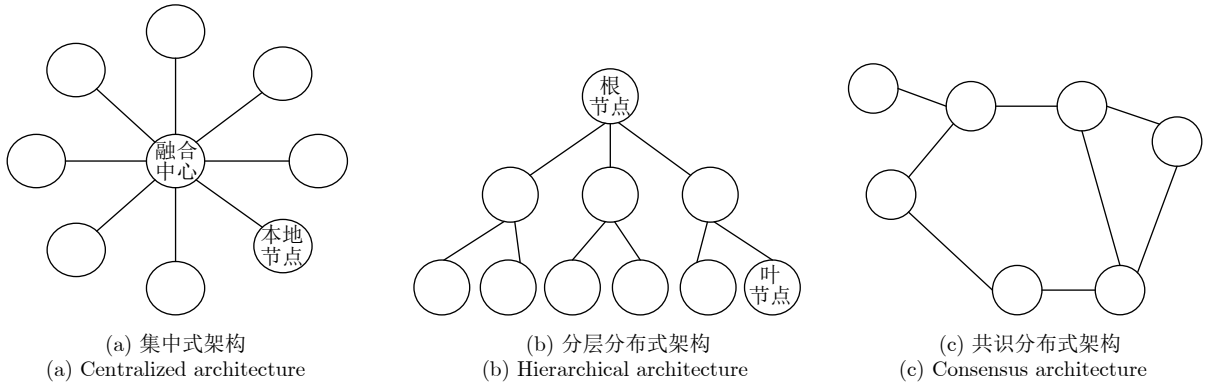 融合
中心
本地
节点
(a) 集中式架构
(a) Centralized architecture
根
节点
叶
节点
(b) 分层分布式架构
(b) Hierarchical architecture
(c) 共识分布式架构
(c) Consensus architecture